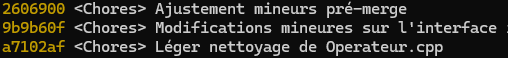 2606900 <Chores> Ajustement mineurs pré-merge
9b9b60f <Chores> Modifications mineures sur l'interface
a7102af <Chores> Léger nettoyage de Operateur.cpp